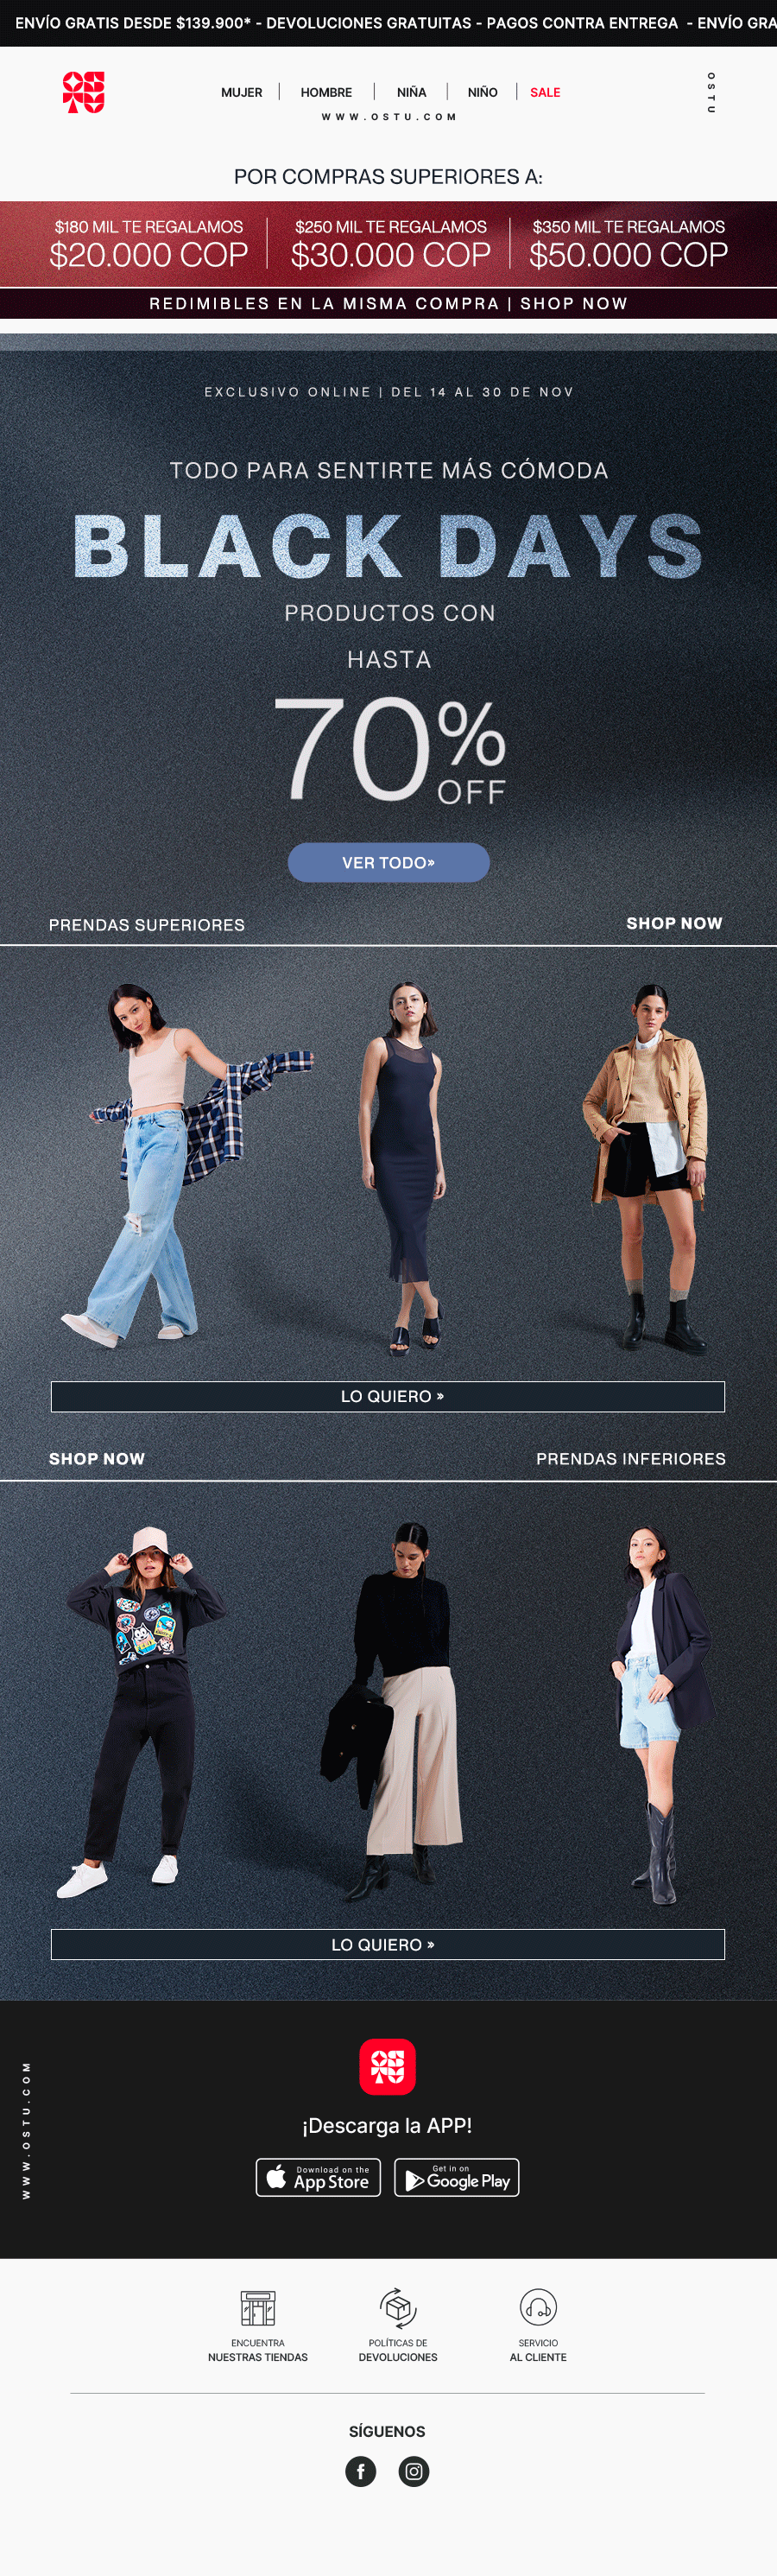 ENVÍO GRATIS DESDE $139.900* - DEVOLUCIONES GRATUITAS - PAGOS CONTRA ENTREGA - ENVÍO GRA
OSTU
MUJER | HOMBRE | NIÑA | NIÑO | SALE
WWW.OSTU.COM
OSTU
POR COMPRAS SUPERIORES A:
$180 MIL TE REGALAMOS
$20.000 COP
$250 MIL TE REGALAMOS
$30.000 COP
$350 MIL TE REGALAMOS
$50.000 COP
REDIMIBLES EN LA MISMA COMPRA | SHOP NOW
EXCLUSIVO ONLINE | DEL 14 AL 30 DE NOV
TODO PARA SENTIRTE MÁS CÓMODA
BLACK DAYS
PRODUCTOS CON
HASTA
70%
OFF
VER TODO»
PRENDAS SUPERIORES
SHOP NOW
LO QUIERO »
SHOP NOW
PRENDAS INFERIORES
LO QUIERO »
WWW.OSTU.COM
OSTU
¡Descarga la APP!
Download on the
App Store
Get in on
Google Play
ENCUENTRA
NUESTRAS TIENDAS
POLÍTICAS DE
DEVOLUCIONES
SERVICIO
AL CLIENTE
SÍGUENOS